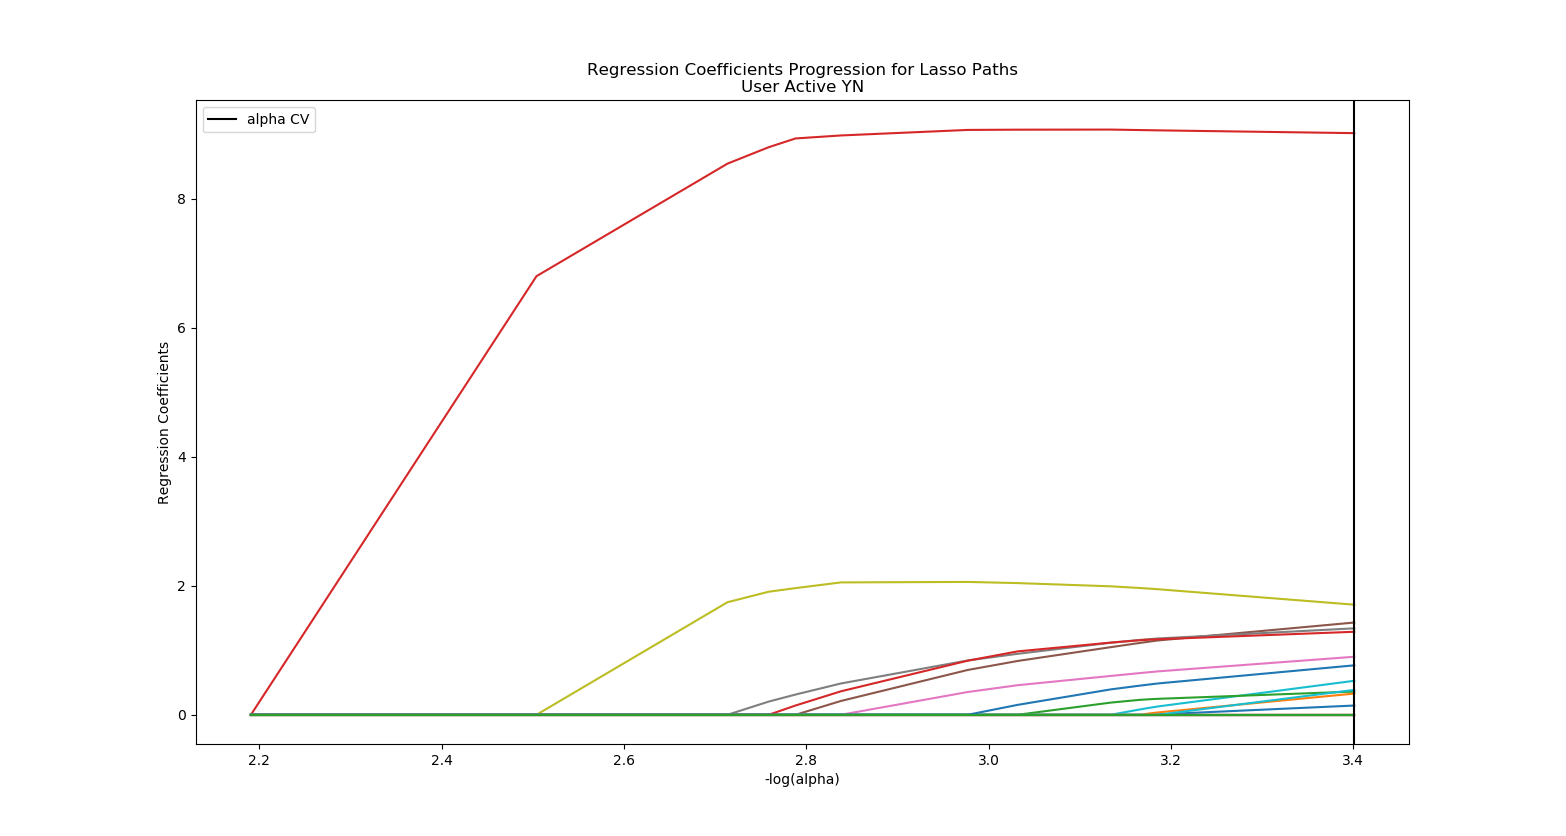 Regression Coefficients Progression for Lasso Paths
User Active YN
alpha CV
Regression Coefficients
8
6
4
2
0
2.2 2.4 2.6 2.8 3.0 3.2 3.4
-log(alpha)